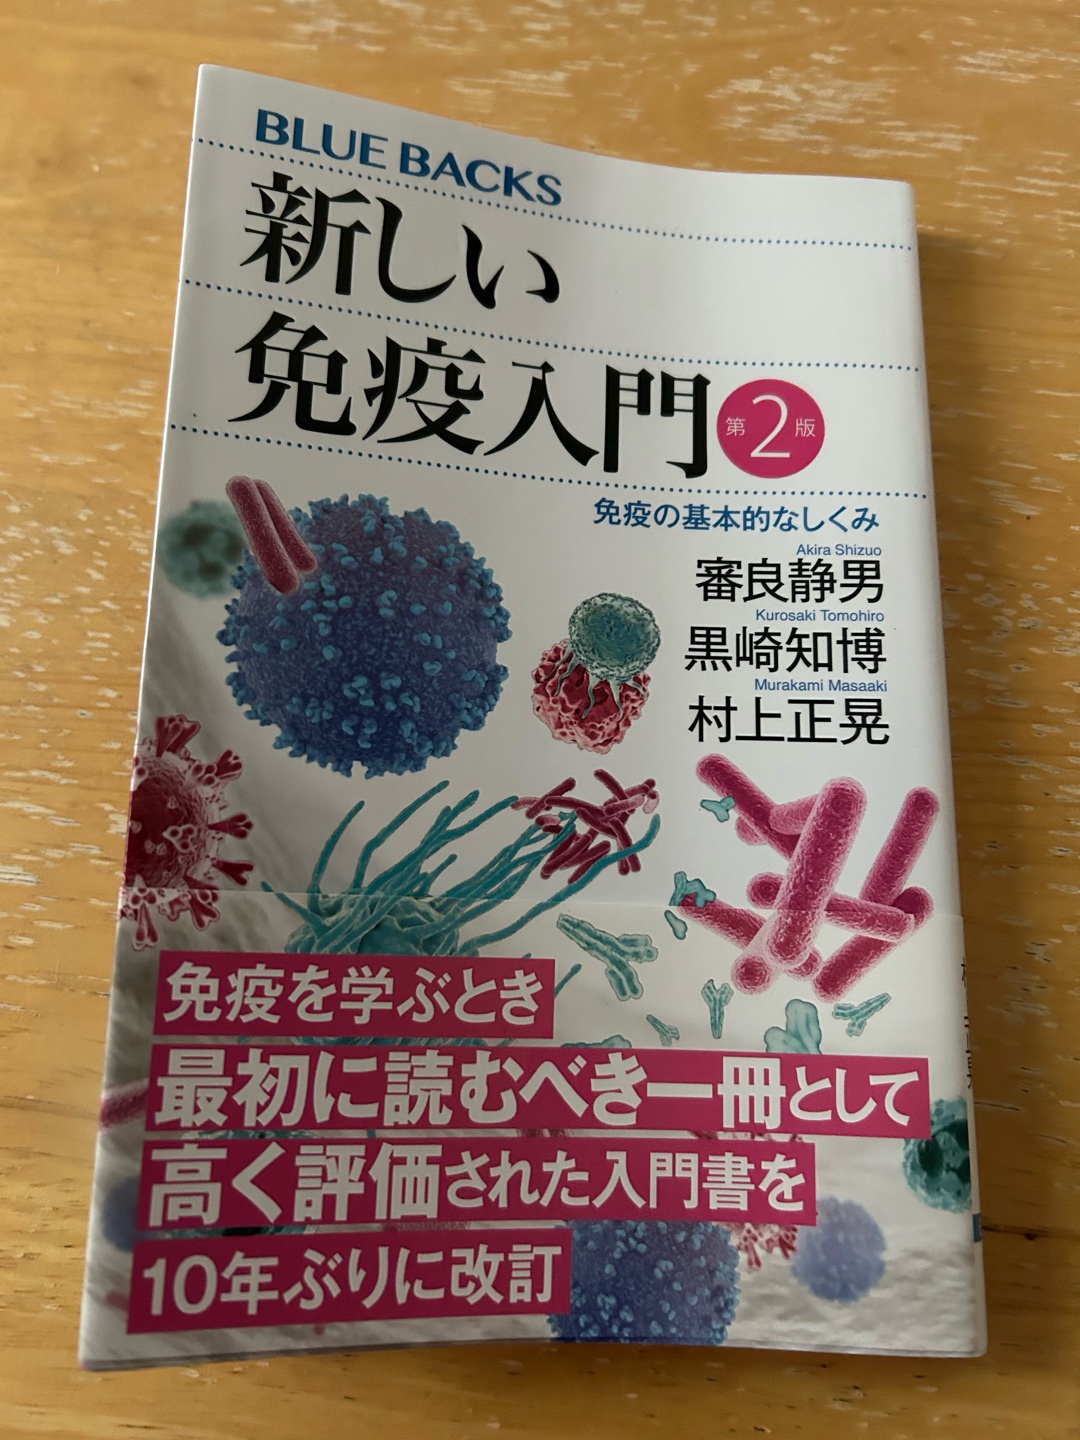 BLUE BACKS
新しい
免疫入門 第2版
免疫の基本的なしくみ
Akira Shizuo
審良静男
Kurosaki Tomohiro
黒崎知博
Murakami Masaaki
村上正晃
免疫を学ぶとき
最初に読むべき一冊として
高く評価された入門書を
10年ぶりに改訂